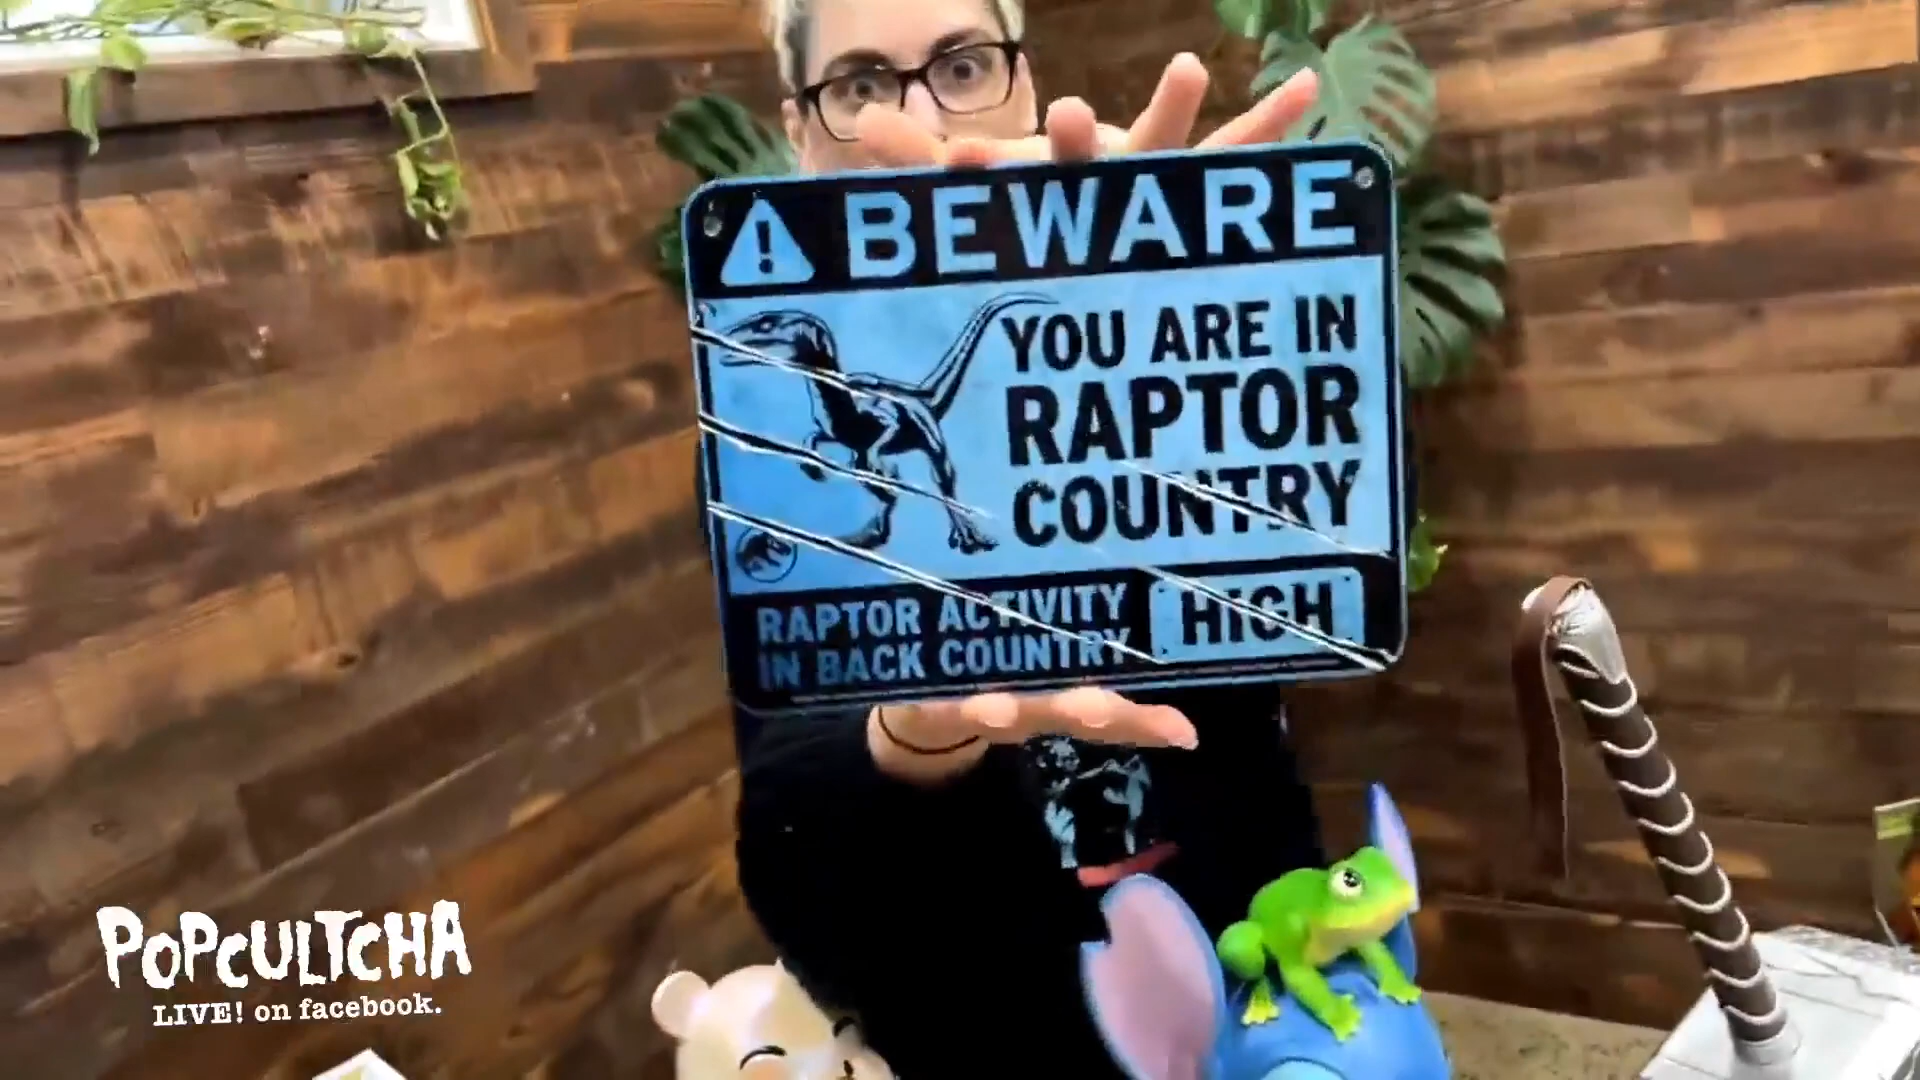 ! BEWARE
YOU ARE IN
RAPTOR
COUNTRY
RAPTOR ACTIVITY
IN BACK COUNTRY
HIGH
POPCULTCHA
LIVE! on facebook.